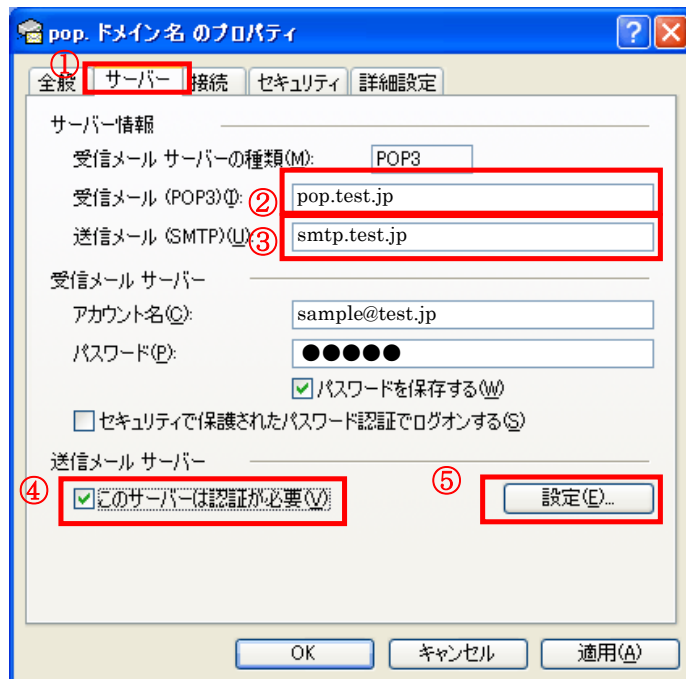 pop. ドメイン名 のプロパティ
①
全般 サーバー 接続 セキュリティ 詳細設定
サーバー情報
受信メール サーバーの種類(M): POP3
受信メール (POP3)(I): ② pop.test.jp
送信メール (SMTP)(U): ③ smtp.test.jp
受信メール サーバー
アカウント名(C): sample@test.jp
パスワード(P): ●●●●●
パスワードを保存する(W)
セキュリティで保護されたパスワード認証でログオンする(S)
送信メール サーバー
④ このサーバーは認証が必要(V) ⑤ 設定(E)...
OK キャンセル 適用(A)